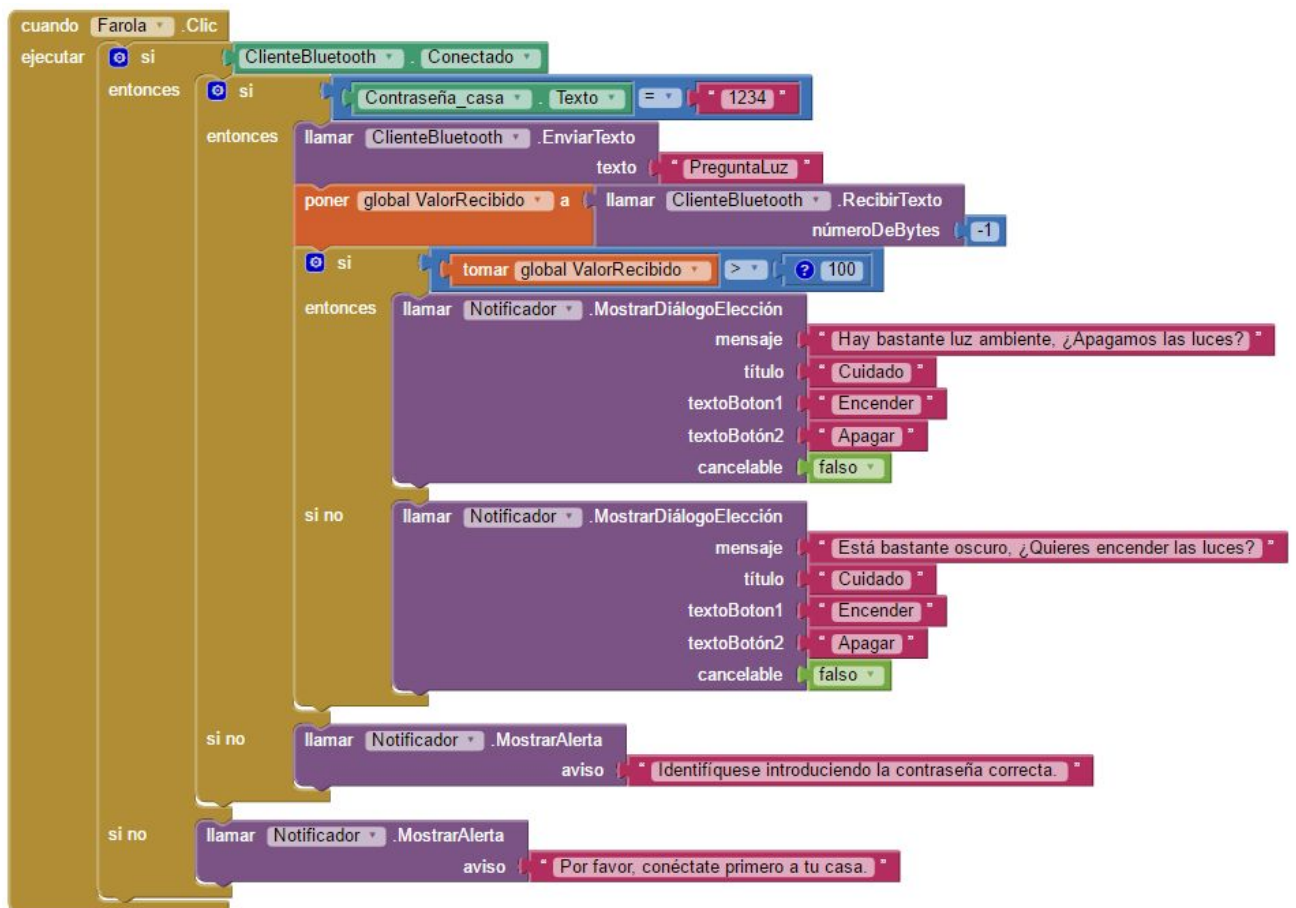 cuando Farola .Clic
ejecutar si ClienteBluetooth . Conectado
entonces si Contraseña_casa . Texto = " 1234 "
entonces llamar ClienteBluetooth .EnviarTexto
texto " PreguntaLuz "
poner global ValorRecibido a llamar ClienteBluetooth .RecibirTexto
númeroDeBytes -1
si tomar global ValorRecibido > ? 100
entonces llamar Notificador .MostrarDiálogoElección
mensaje " Hay bastante luz ambiente, ¿Apagamos las luces? "
título " Cuidado "
textoBoton1 " Encender "
textoBotón2 " Apagar "
cancelable falso
si no llamar Notificador .MostrarDiálogoElección
mensaje " Está bastante oscuro, ¿Quieres encender las luces? "
título " Cuidado "
textoBoton1 " Encender "
textoBotón2 " Apagar "
cancelable falso
si no llamar Notificador .MostrarAlerta
aviso " Identifíquese introduciendo la contraseña correcta. "
si no llamar Notificador .MostrarAlerta
aviso " Por favor, conéctate primero a tu casa. "